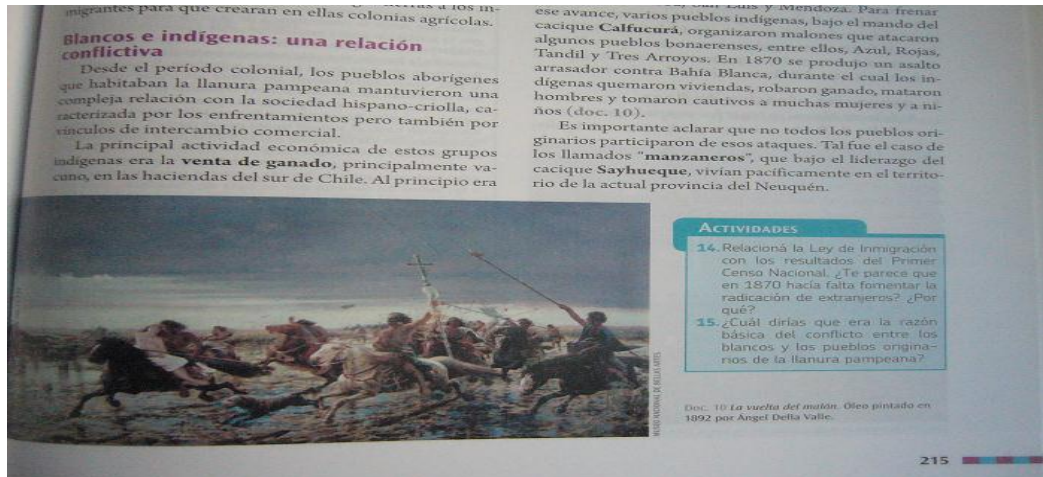 migrantes para que crearan en ellas colonias agrícolas.
Blancos e indígenas: una relación
conflictiva
Desde el período colonial, los pueblos aborígenes
que habitaban la llanura pampeana mantuvieron una
compleja relación con la sociedad hispano-criolla, ca-
racterizada por los enfrentamientos pero también por
vínculos de intercambio comercial.
La principal actividad económica de estos grupos
indígenas era la venta de ganado, principalmente va-
cuno, en las haciendas del sur de Chile. Al principio era
San Luis y Mendoza. Para frenar
ese avance, varios pueblos indígenas, bajo el mando del
cacique Calfucurá, organizaron malones que atacaron
algunos pueblos bonaerenses, entre ellos, Azul, Rojas,
Tandil y Tres Arroyos. En 1870 se produjo un asalto
arrasador contra Bahía Blanca, durante el cual los in-
dígenas quemaron viviendas, robaron ganado, mataron
hombres y tomaron cautivos a muchas mujeres y a ni-
ños (doc. 10).
Es importante aclarar que no todos los pueblos ori-
ginarios participaron de esos ataques. Tal fue el caso de
los llamados "manzaneros", que bajo el liderazgo del
cacique Sayhueque, vivían pacíficamente en el territo-
rio de la actual provincia del Neuquén.
ACTIVIDADES
14. Relacioná la Ley de Inmigración
con los resultados del Primer
Censo Nacional. ¿Te parece que
en 1870 hacía falta fomentar la
radicación de extranjeros? ¿Por
qué?
15. ¿Cuál dirías que era la razón
básica del conflicto entre los
blancos y los pueblos origina-
rios de la llanura pampeana?
MUSEO NACIONAL DE BELLAS ARTES
Doc. 10 La vuelta del malón. Óleo pintado en
1892 por Ángel Della Valle.
215